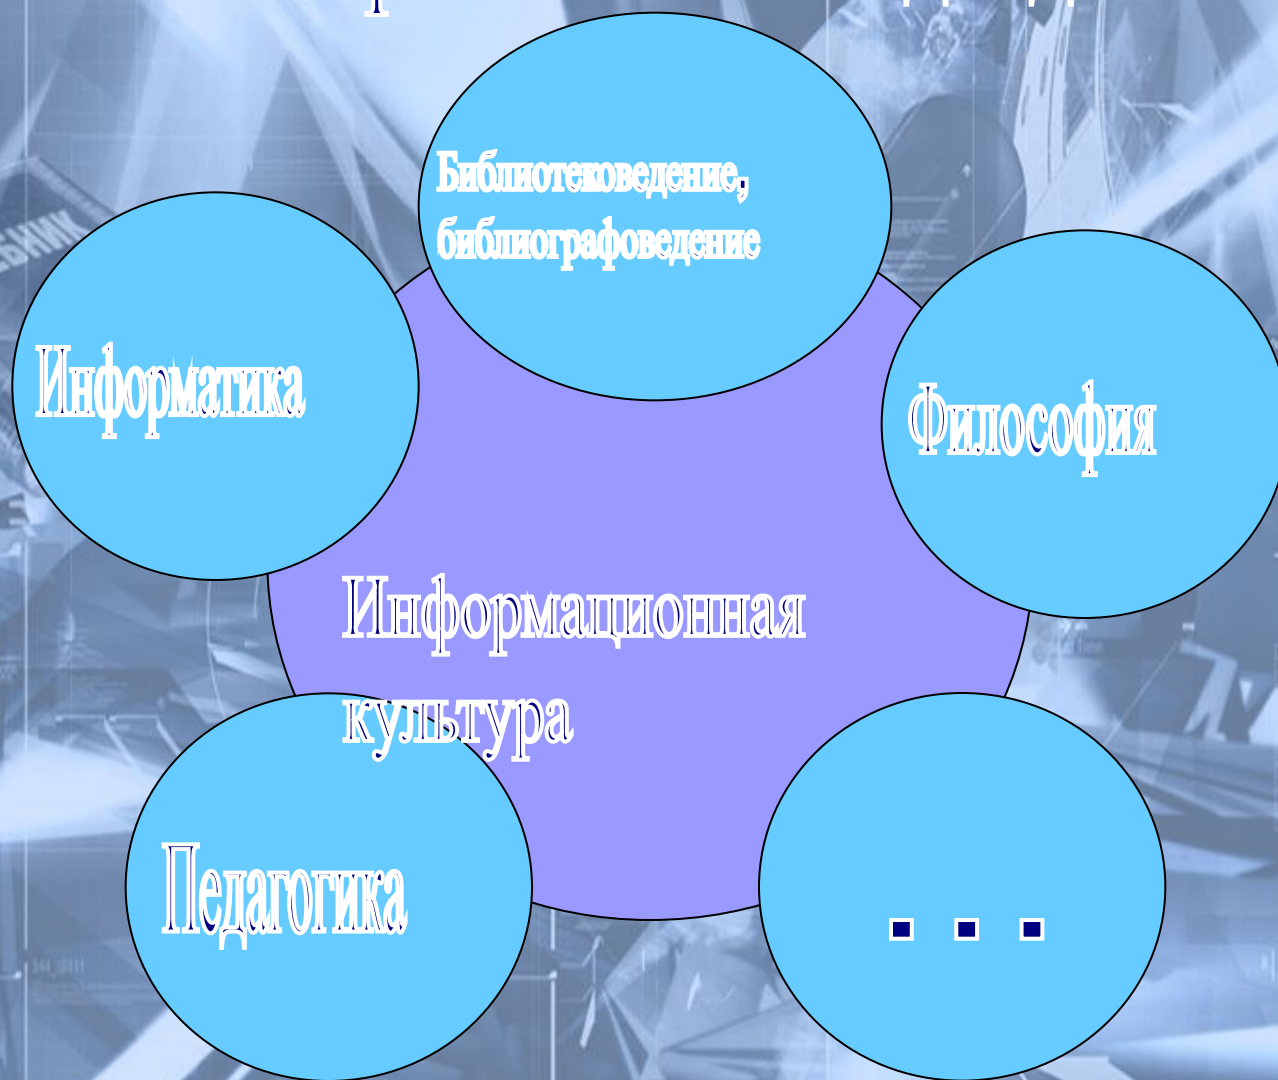 Библиотековедение,
библиографоведение
Информатика
Философия
Информационная
культура
Педагогика
. . .